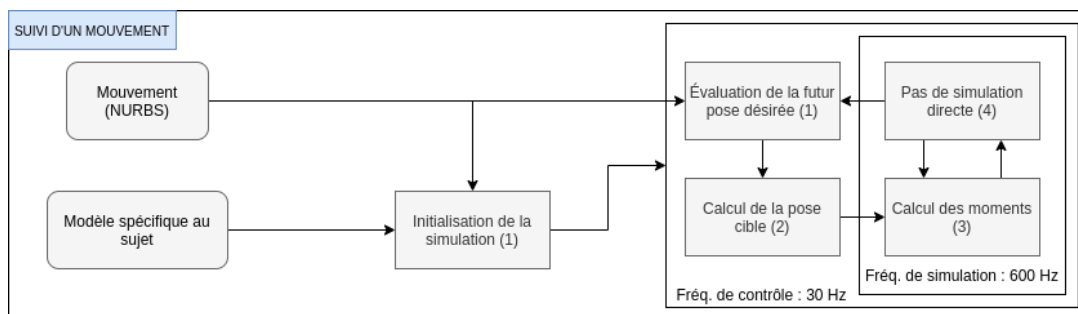 SUIVI D'UN MOUVEMENT
Mouvement
(NURBS)
Évaluation de la futur
pose désirée (1)
Pas de simulation
directe (4)
Modèle spécifique au
sujet
Initialisation de la
simulation (1)
Calcul de la pose
cible (2)
Calcul des moments
(3)
Fréq. de simulation : 600 Hz
Fréq. de contrôle : 30 Hz